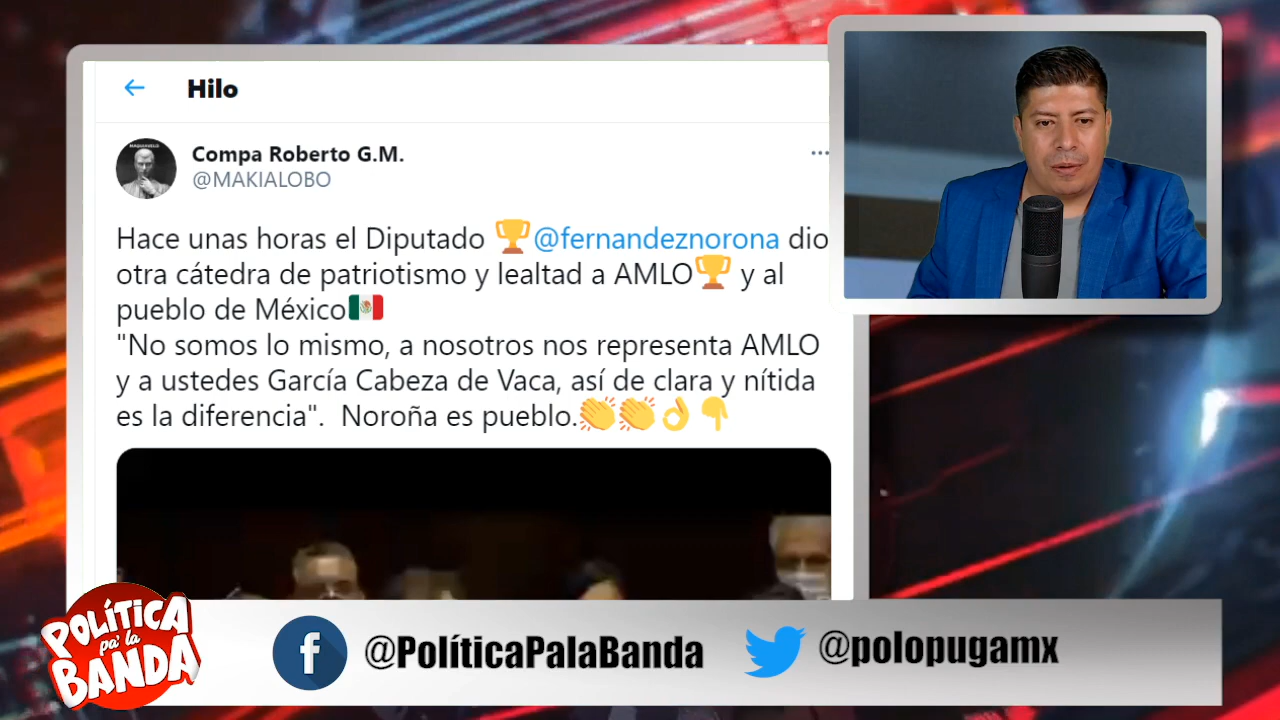 Hilo
Compa Roberto G.M.
@MAKIALOBO
Hace unas horas el Diputado 🏆@fernandeznorona dio
otra cátedra de patriotismo y lealtad a AMLO🏆 y al
pueblo de México🇲🇽
"No somos lo mismo, a nosotros nos representa AMLO
y a ustedes García Cabeza de Vaca, así de clara y nítida
es la diferencia".  Noroña es pueblo.👏👏👌👇
POLÍTICA
pa' la
BANDA
@PolíticaPalaBanda
@polopugamx